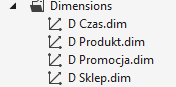 Dimensions
D Czas.dim
D Produkt.dim
D Promocja.dim
D Sklep.dim